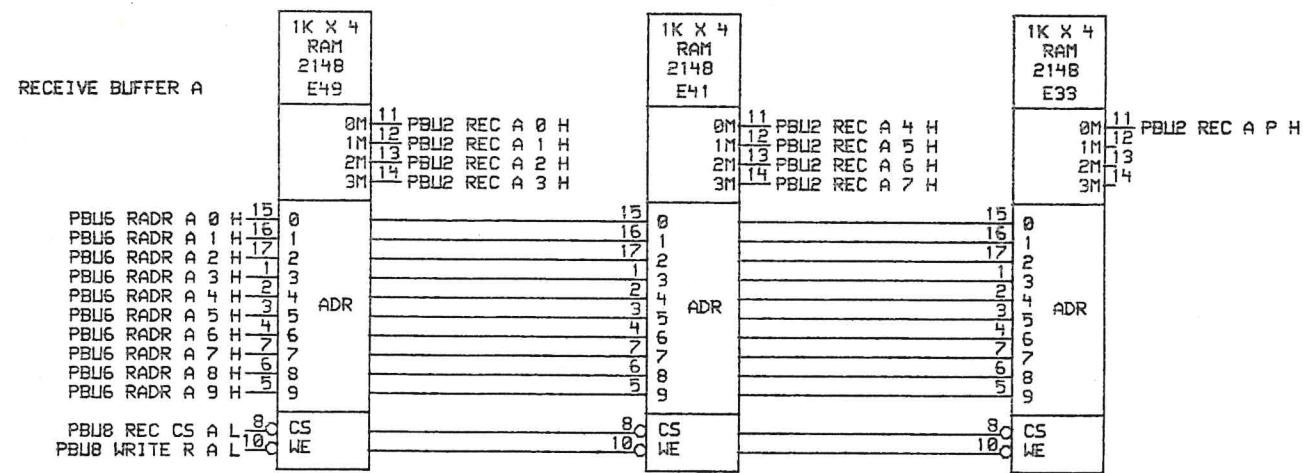 RECEIVE BUFFER A
1K X 4
RAM
2148
E49
0M 11 PBU2 REC A 0 H
1M 12 PBU2 REC A 1 H
2M 13 PBU2 REC A 2 H
3M 14 PBU2 REC A 3 H
PBU6 RADR A 0 H 15 0
PBU6 RADR A 1 H 16 1
PBU6 RADR A 2 H 17 2
PBU6 RADR A 3 H 1 3
PBU6 RADR A 4 H 2 4
PBU6 RADR A 5 H 3 5
PBU6 RADR A 6 H 4 6
PBU6 RADR A 7 H 7 7
PBU6 RADR A 8 H 6 8
PBU6 RADR A 9 H 5 9
ADR
PBU8 REC CS A L 8 CS
PBU8 WRITE R A L 10 WE
1K X 4
RAM
2148
E41
0M 11 PBU2 REC A 4 H
1M 12 PBU2 REC A 5 H
2M 13 PBU2 REC A 6 H
3M 14 PBU2 REC A 7 H
15 0
16 1
17 2
1 3
2 4
3 5
4 6
7 7
6 8
5 9
ADR
8 CS
10 WE
1K X 4
RAM
2148
E33
0M 11 PBU2 REC A P H
1M 12
2M 13
3M 14
15 0
16 1
17 2
1 3
2 4
3 5
4 6
7 7
6 8
5 9
ADR
8 CS
10 WE